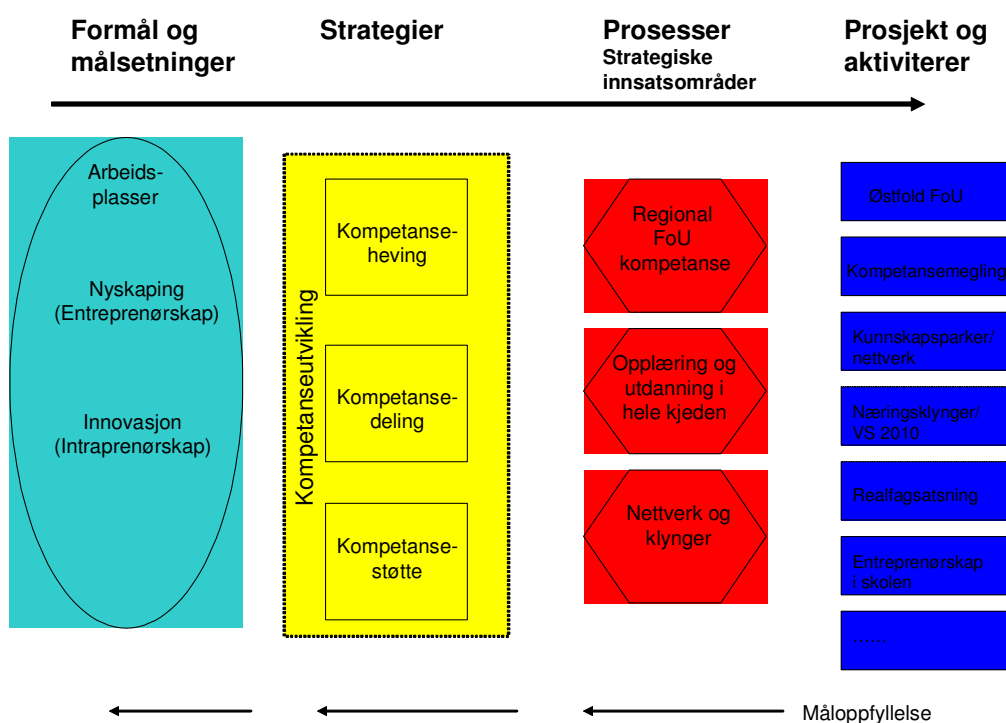 Formål og
målsetninger
Strategier
Prosesser
Strategiske
innsatsområder
Prosjekt og
aktiviterer
Arbeids-
plasser
Nyskaping
(Entreprenørskap)
Innovasjon
(Intraprenørskap)
Kompetanseutvikling
Kompetanse-
heving
Kompetanse-
deling
Kompetanse-
støtte
Regional
FoU
kompetanse
Opplæring og
utdanning i
hele kjeden
Nettverk og
klynger
Østfold FoU
Kompetansemegling
Kunnskapsparker/
nettverk
Næringsklynger/
VS 2010
Realfagsatsning
Entreprenørskap
i skolen
......
Måloppfyllelse